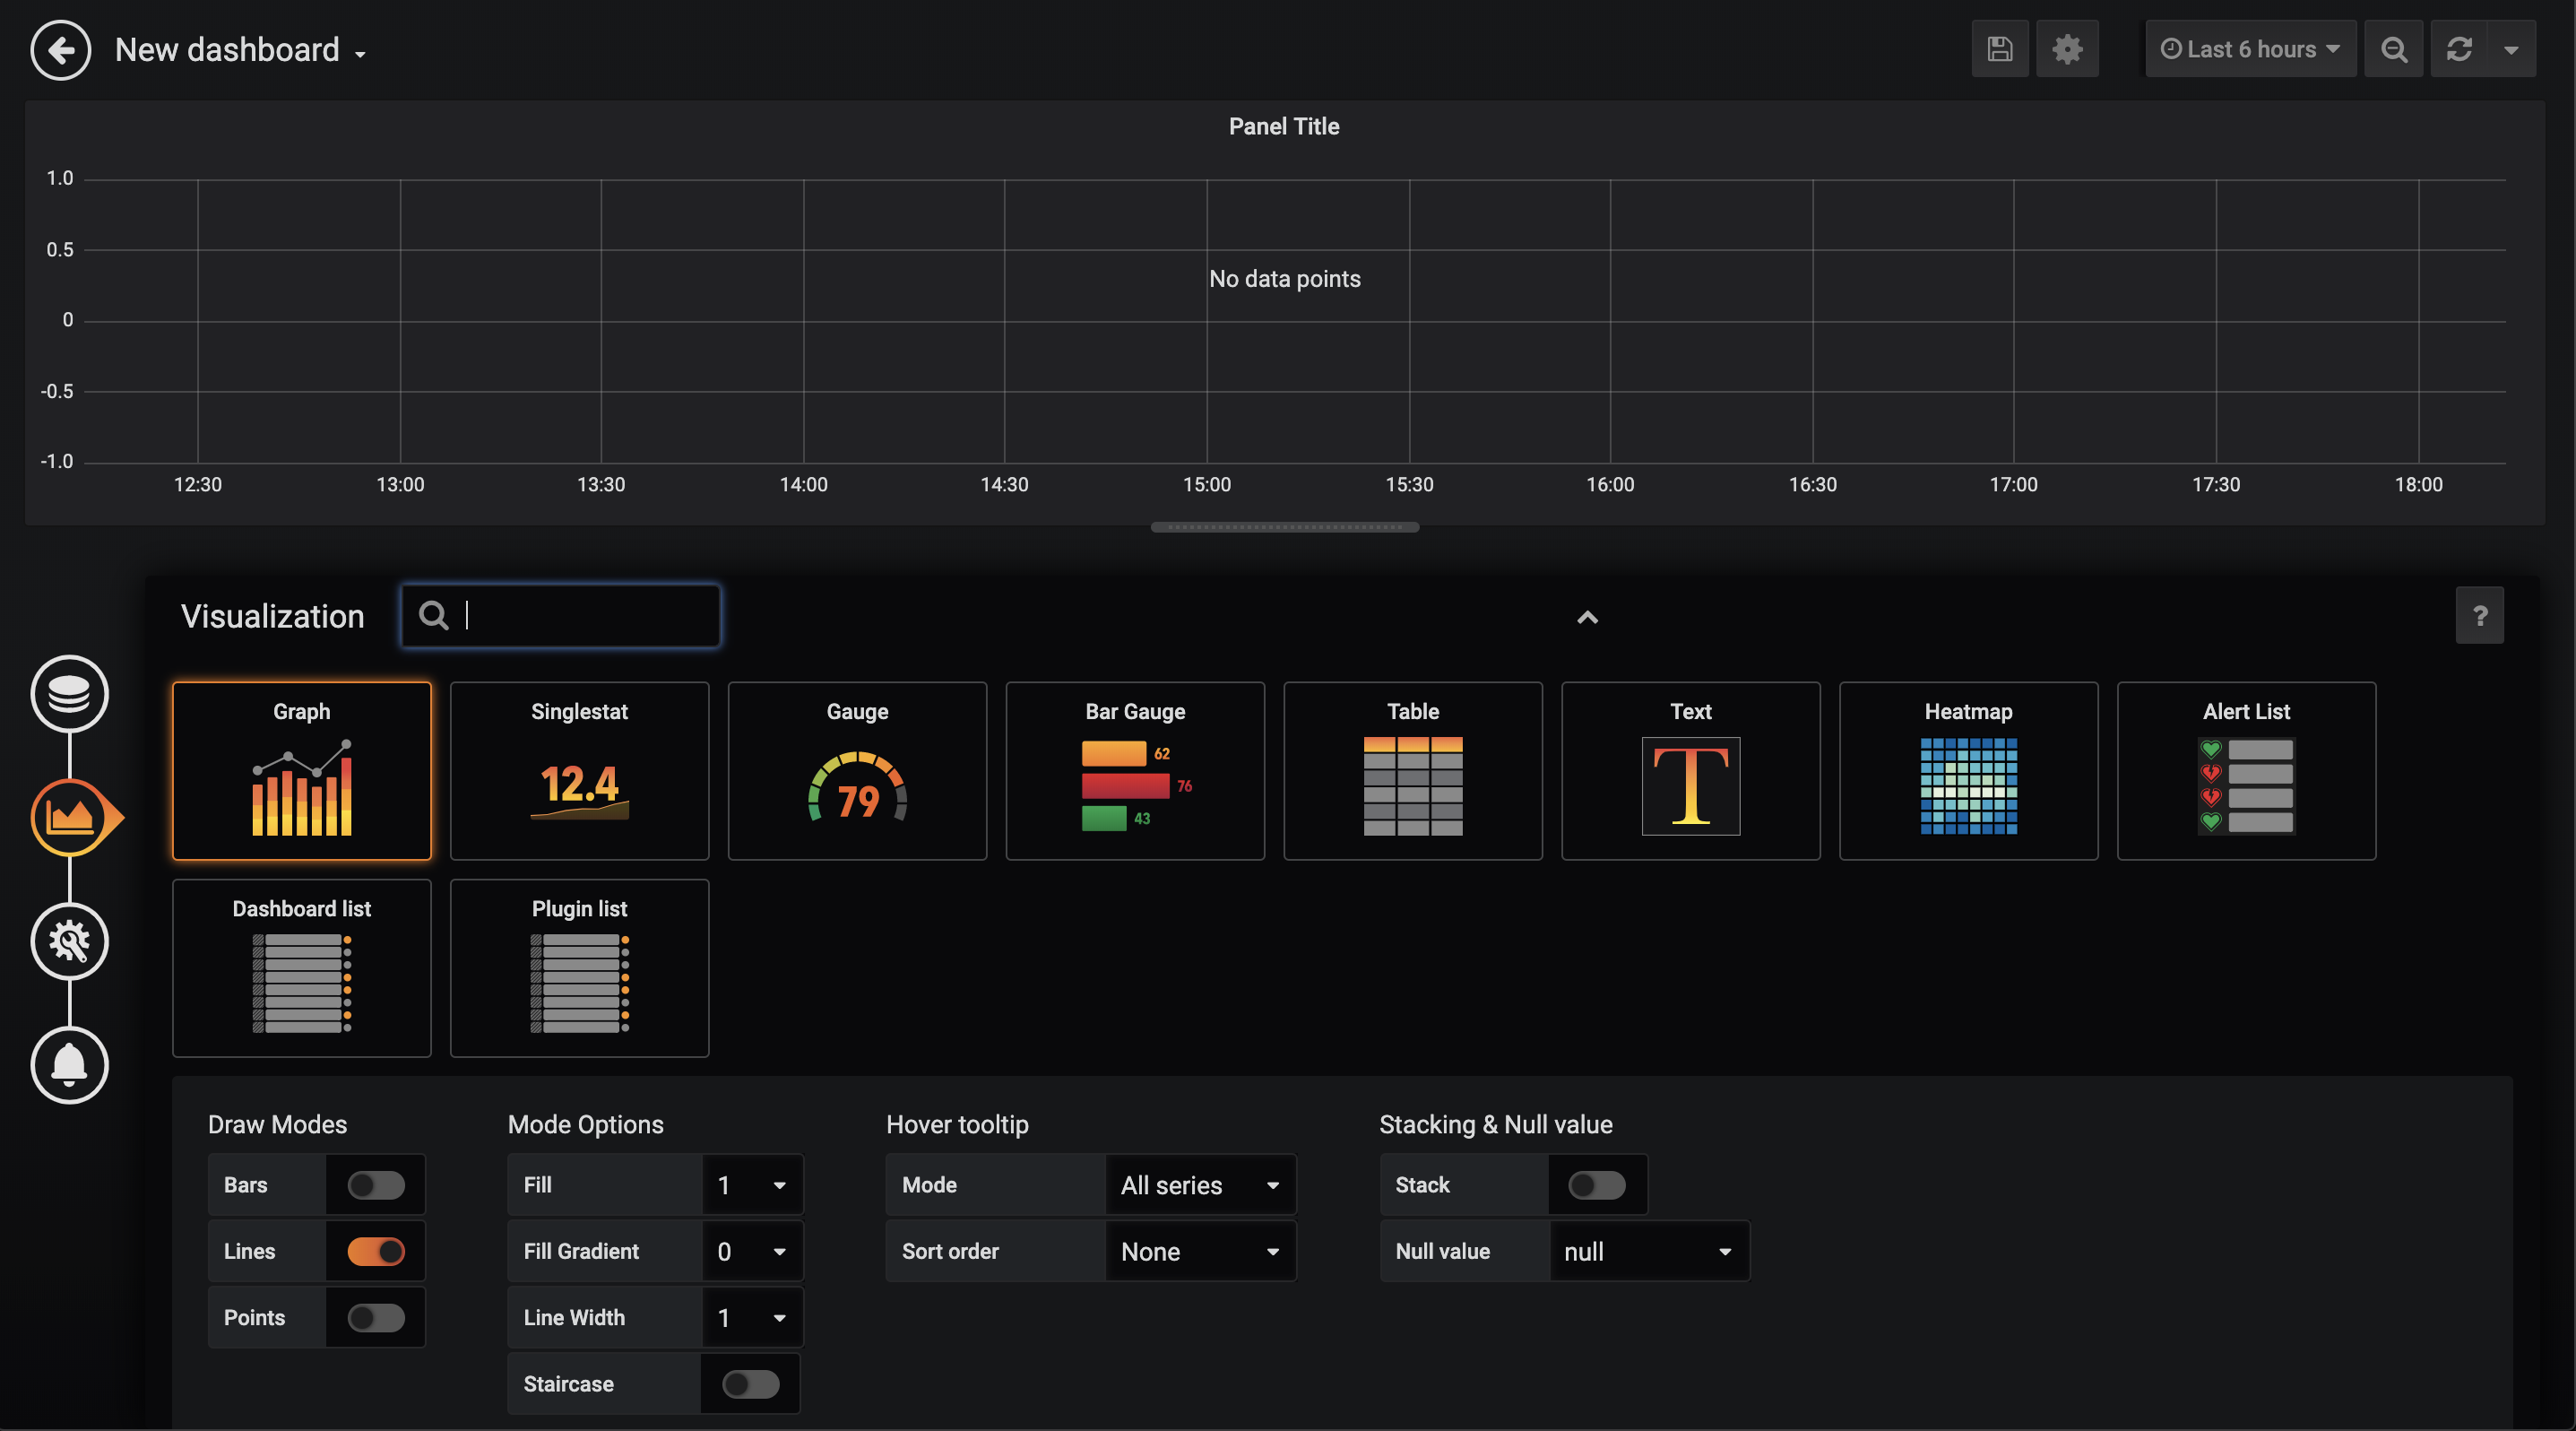 New dashboard
Last 6 hours
Panel Title
1.0
0.5
No data points
0
-0.5
-1.0
12:30 13:00 13:30 14:00 14:30 15:00 15:30 16:00 16:30 17:00 17:30 18:00
Visualization
?
Graph Singlestat Gauge Bar Gauge Table Text Heatmap Alert List
12.4 79 62 76 43 T
Dashboard list Plugin list
Draw Modes Mode Options Hover tooltip Stacking & Null value
Bars Fill 1 Mode All series Stack
Lines Fill Gradient 0 Sort order None Null value null
Points Line Width 1
Staircase